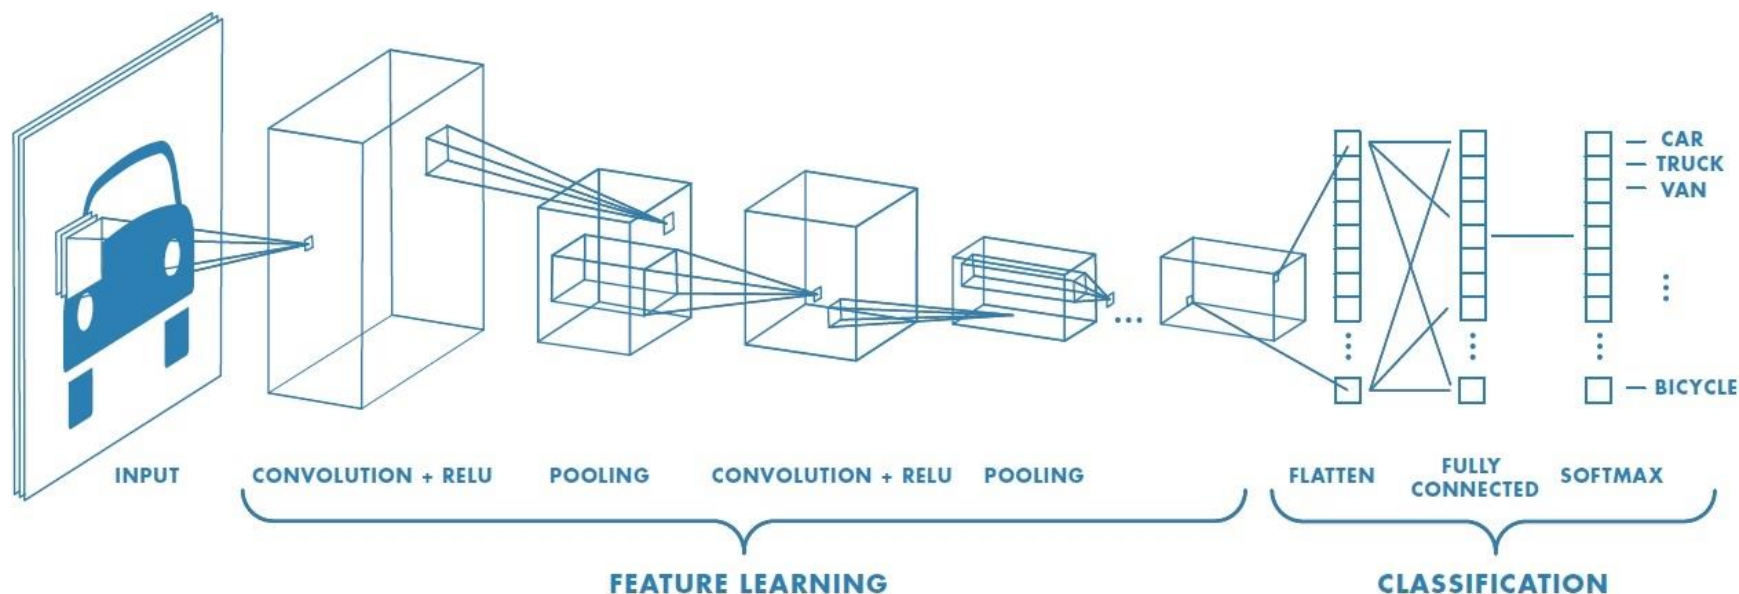 CAR
TRUCK
VAN
BICYCLE
INPUT
CONVOLUTION + RELU
POOLING
CONVOLUTION + RELU
POOLING
FLATTEN
FULLY
CONNECTED
SOFTMAX
FEATURE LEARNING
CLASSIFICATION